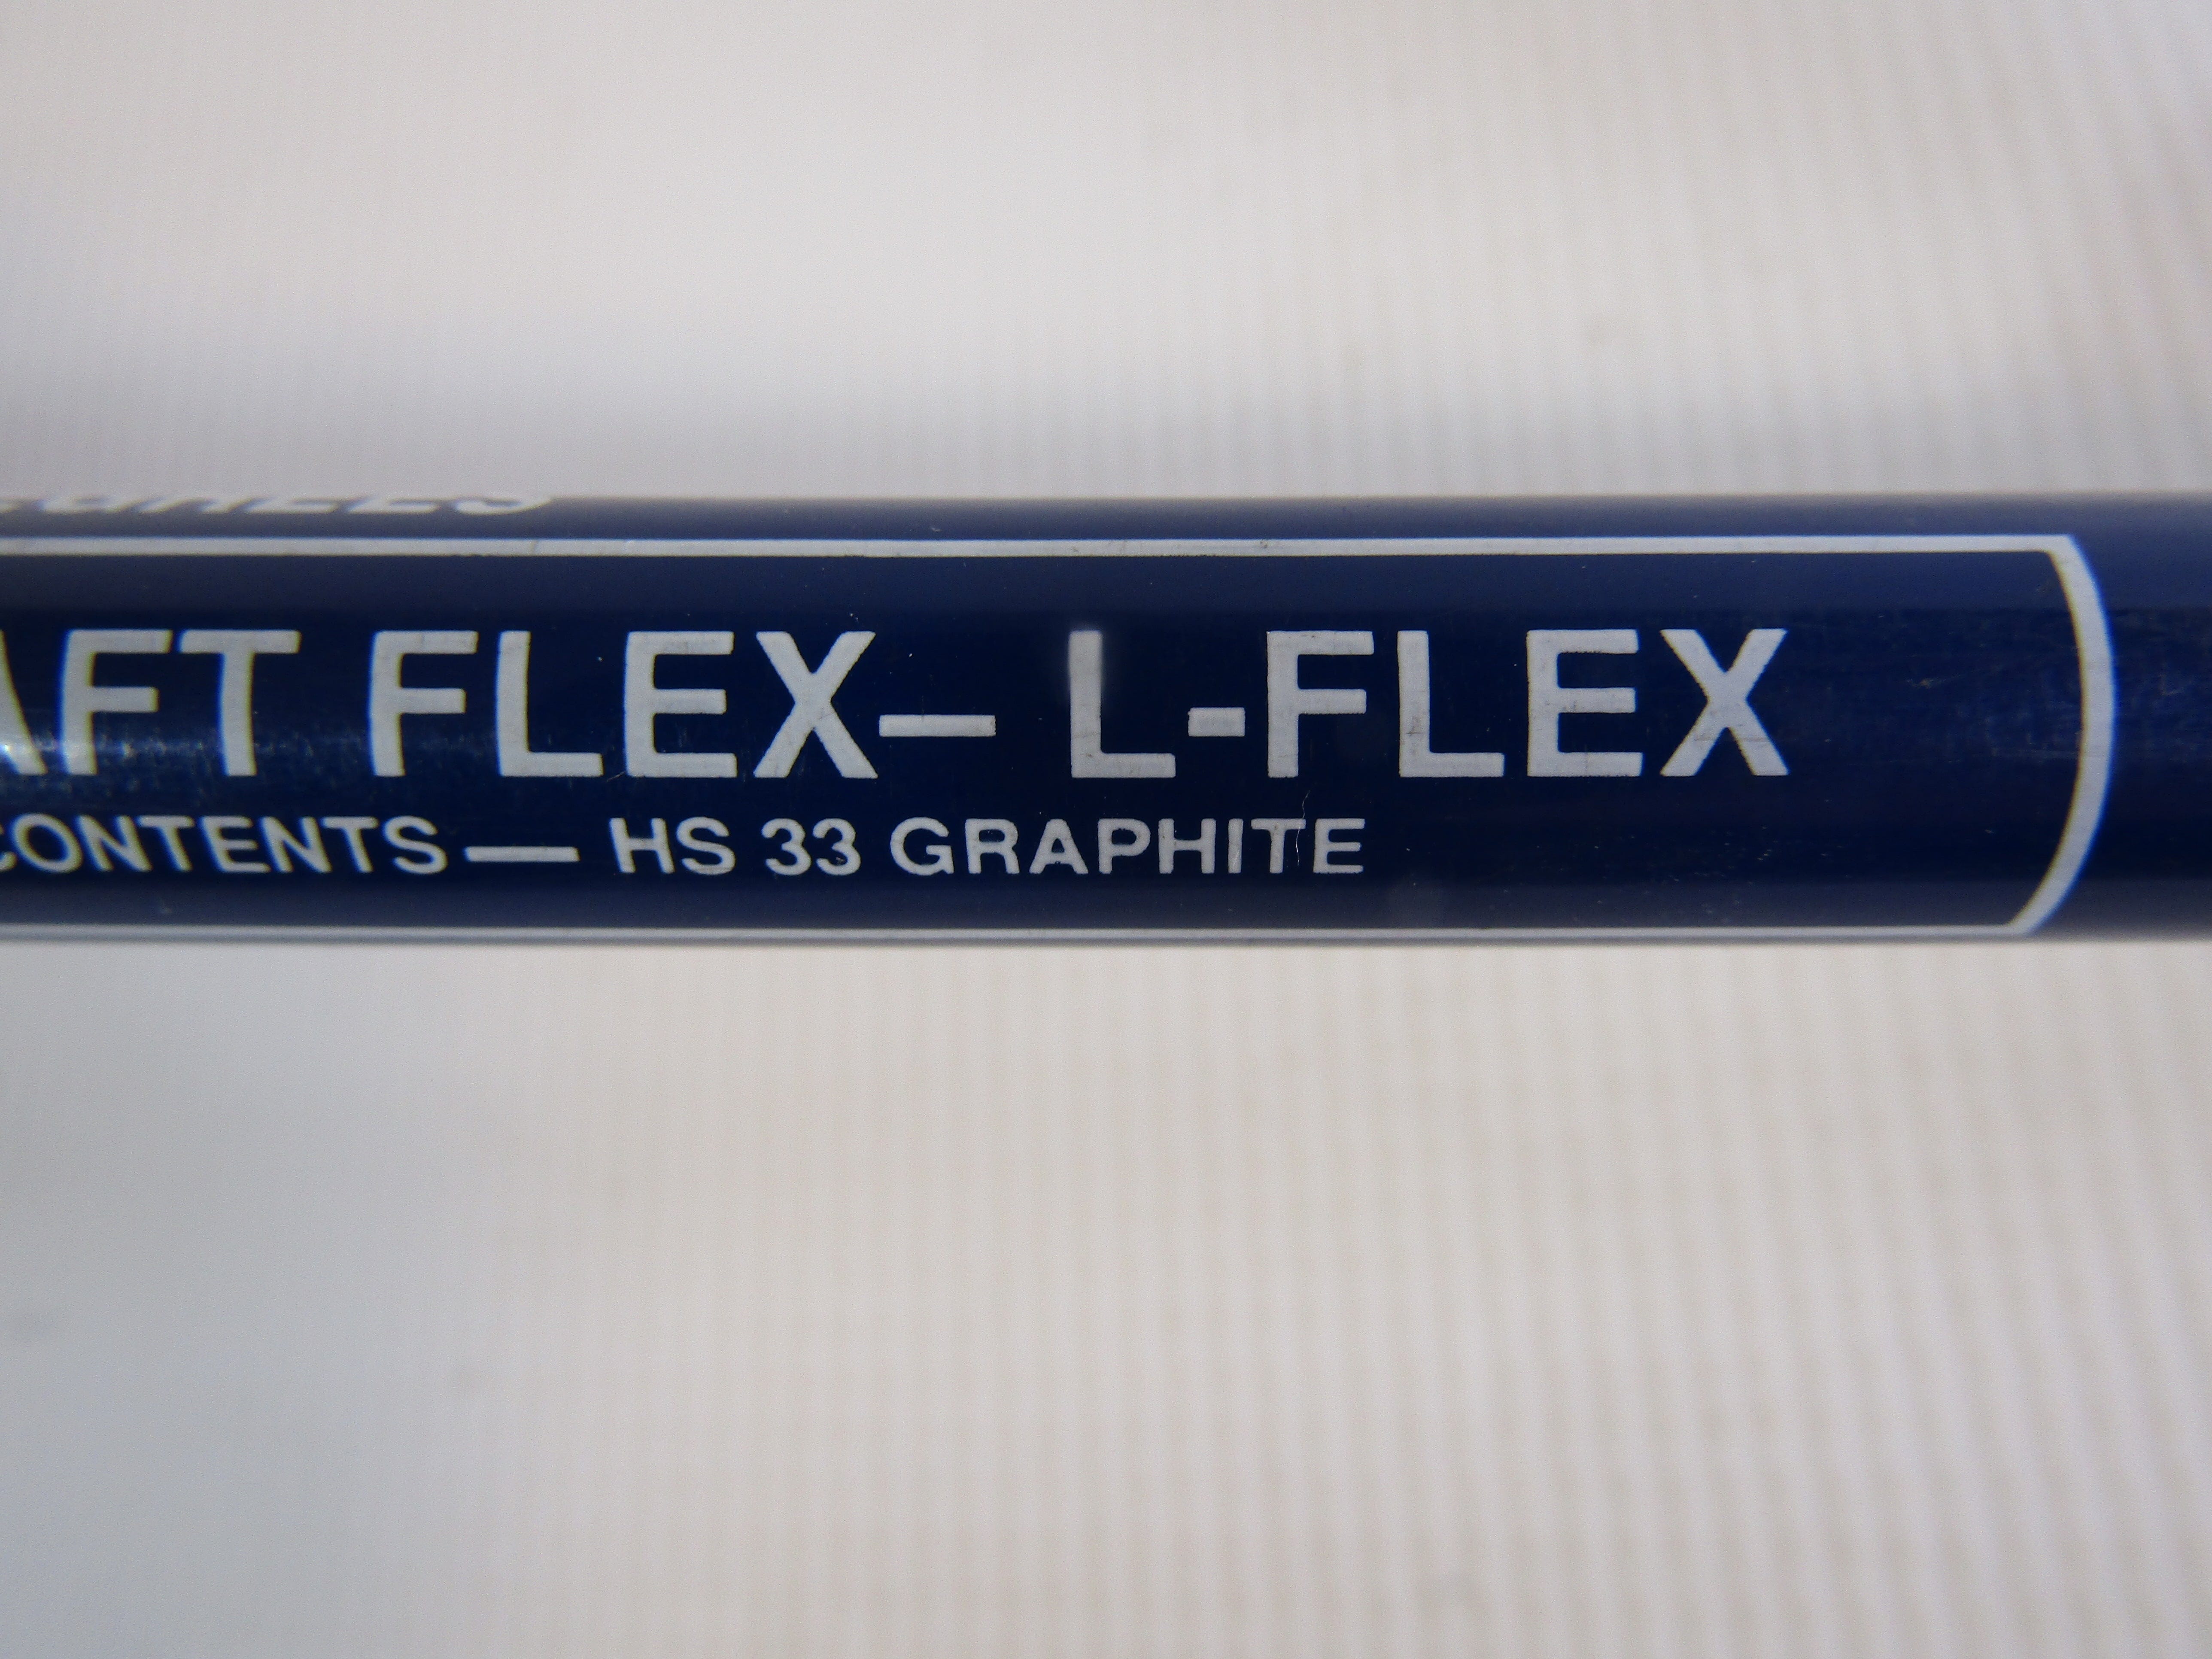 AFT FLEX— L-FLEX
CONTENTS — HS 33 GRAPHITE